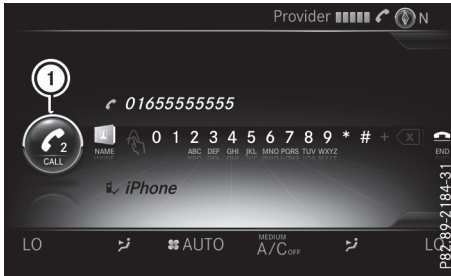 Provider N
1
01655555555
2
CALL
NAME
0 1 2 3 4 5 6 7 8 9 * # +
ABC DEF GHI JKL MNO PQRS TUV WXYZ
END
iPhone
LO AUTO MEDIUM A/C OFF LO
P82.89-2184-31